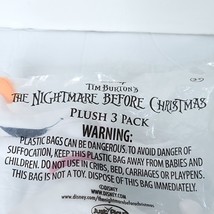 TIM BURTON'S
THE NIGHTMARE BEFORE CHRISTMAS
PLUSH 3 PACK
WARNING:
PLASTIC BAGS CAN BE DANGEROUS. TO AVOID DANGER OF
SUFFOCATION, KEEP THIS PLASTIC BAG AWAY FROM BABIES AND
CHILDREN. DO NOT USE IN CRIBS, BED, CARRIAGES OR PLAYPENS.
THIS BAG IS NOT A TOY. DISPOSE OF THIS BAG IMMEDIATELY.
©DISNEY
WWW.DISNEY.COM